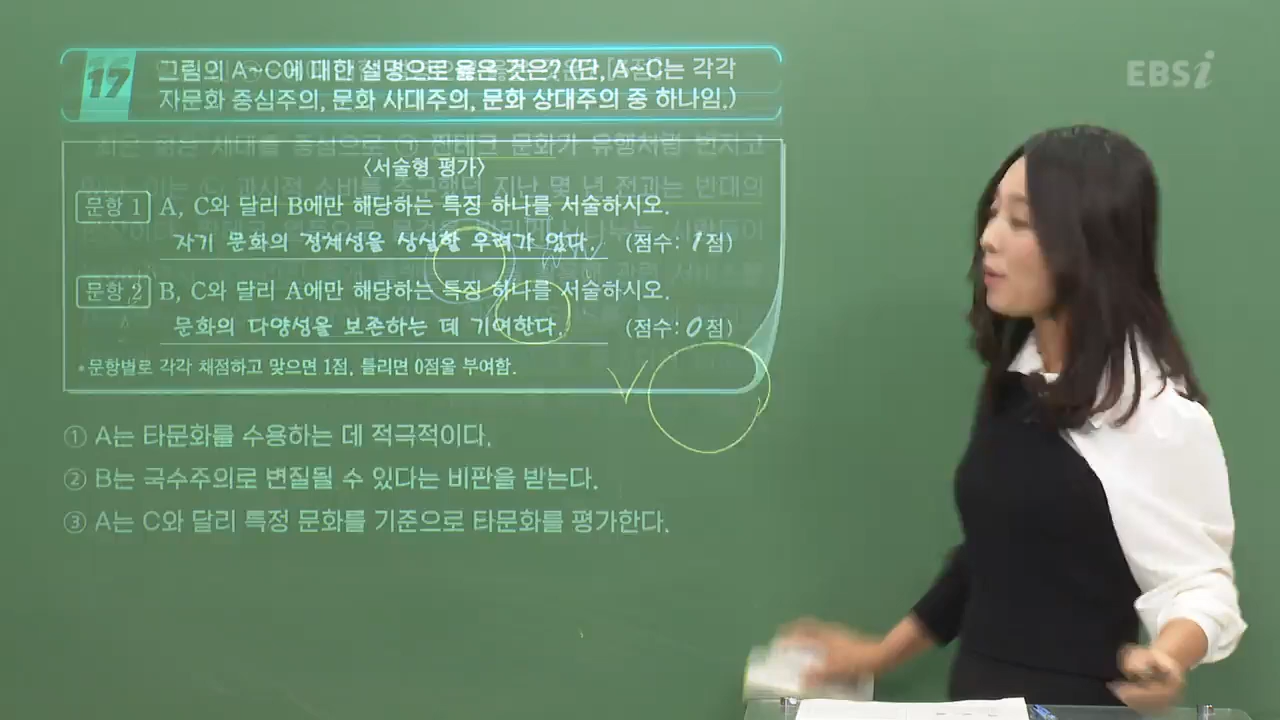 EBSi
17
그림의 A~C에 대한 설명으로 옳은 것은? (단, A~C는 각각
자문화 중심주의, 문화 사대주의, 문화 상대주의 중 하나임.)
<서술형 평가>
문항 1 A, C와 달리 B에만 해당하는 특징 하나를 서술하시오.
자기 문화의 정체성을 상실할 우려가 있다. (점수: 1점)
문항 2 B, C와 달리 A에만 해당하는 특징 하나를 서술하시오.
문화의 다양성을 보존하는 데 기여한다. (점수: 0점)
• 문항별로 각각 채점하고 맞으면 1점, 틀리면 0점을 부여함.
① A는 타문화를 수용하는 데 적극적이다.
② B는 국수주의로 변질될 수 있다는 비판을 받는다.
③ A는 C와 달리 특정 문화를 기준으로 타문화를 평가한다.